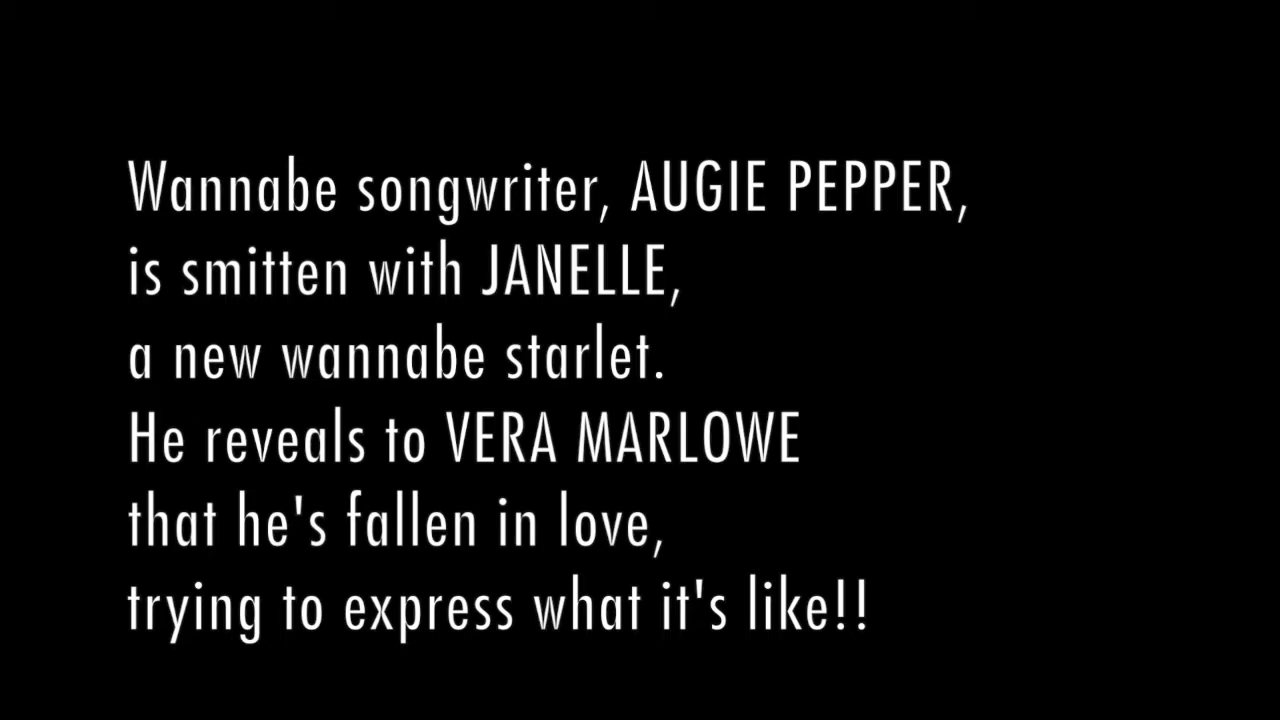 Wannabe songwriter, AUGIE PEPPER,
is smitten with JANELLE,
a new wannabe starlet.
He reveals to VERA MARLOWE
that he's fallen in love,
trying to express what it's like!!